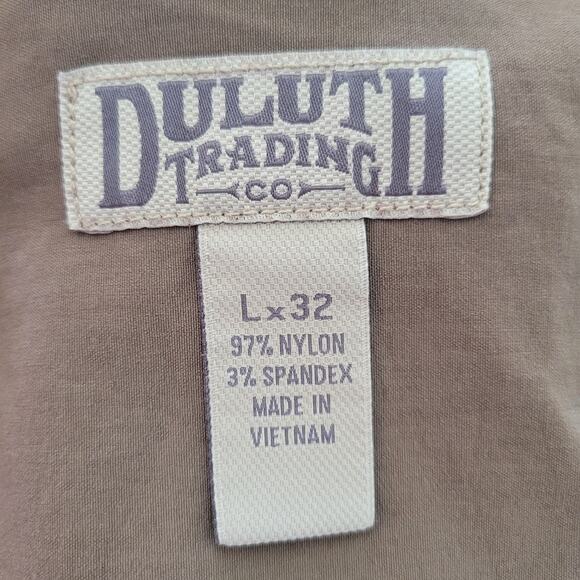 DULUTH
TRADING
CO
L x 32
97% NYLON
3% SPANDEX
MADE IN
VIETNAM